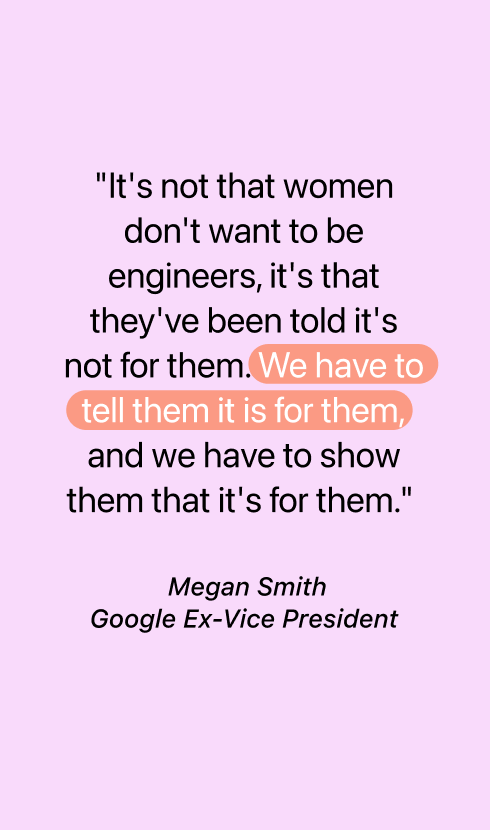 "It's not that women
don't want to be
engineers, it's that
they've been told it's
not for them. We have to
tell them it is for them,
and we have to show
them that it's for them."
Megan Smith
Google Ex-Vice President